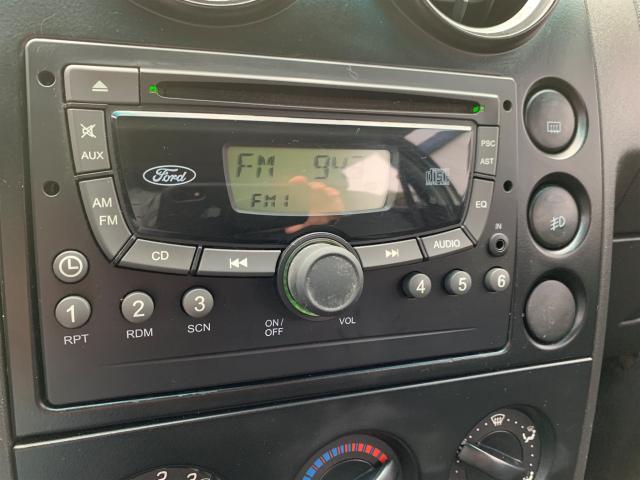 AUX
Ford
FM
FM1
disc
PSC
AST
AM
FM
EQ
CD
AUDIO
IN
1
2
3
4
5
6
RPT
RDM
SCN
ON/
OFF
VOL